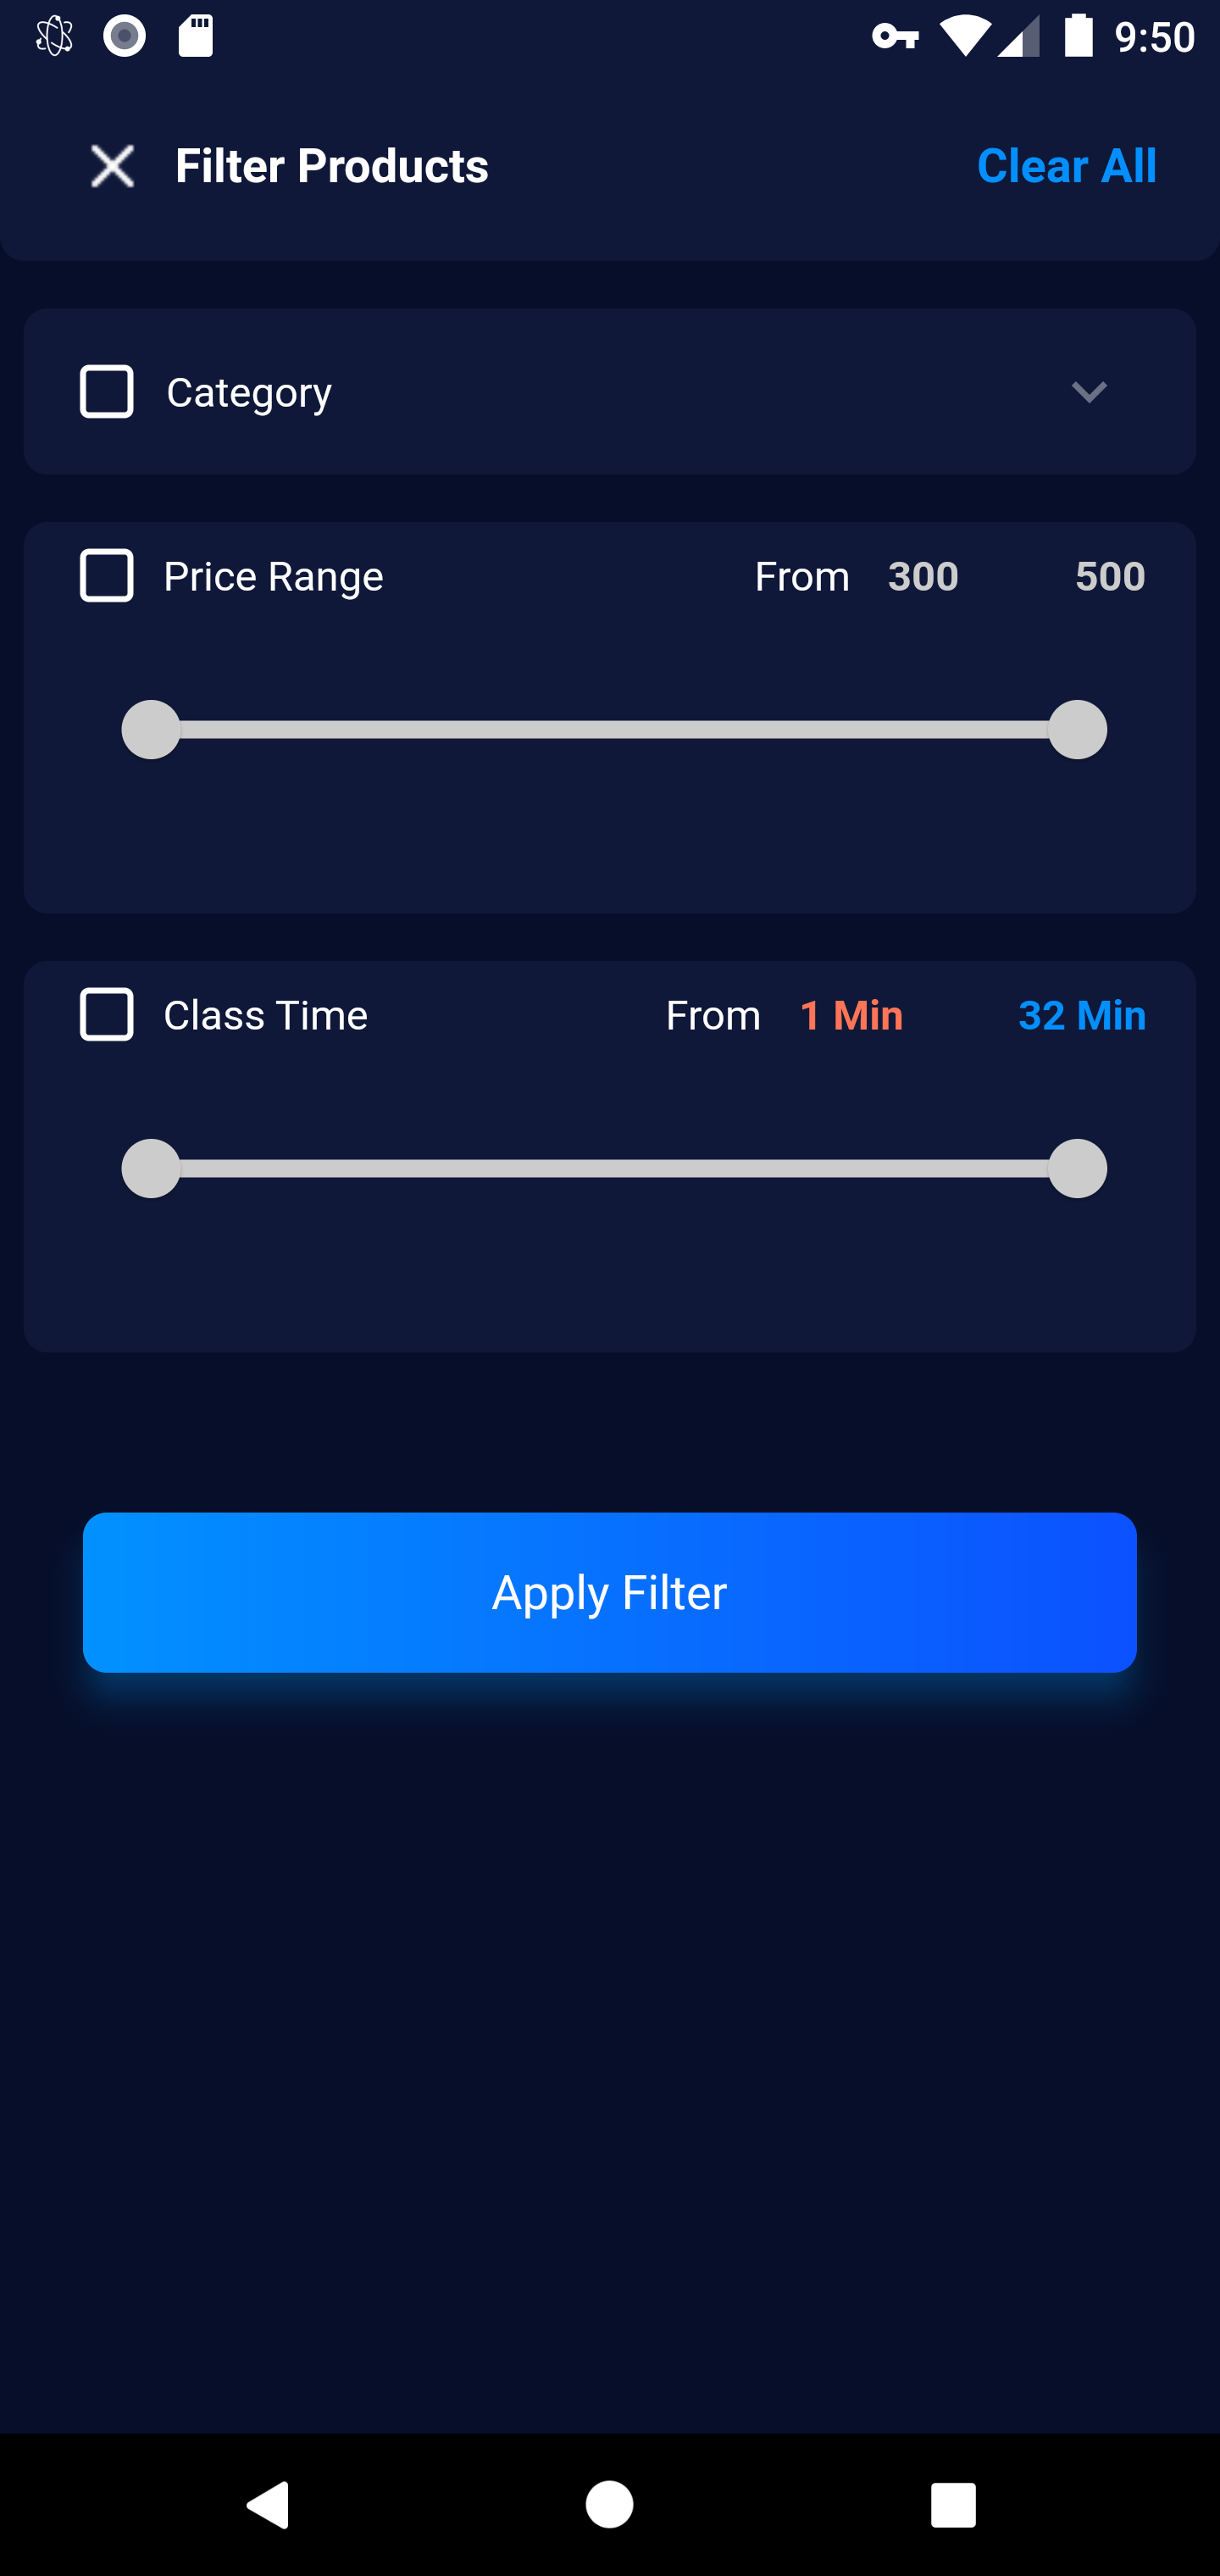 9:50
Filter Products Clear All
Category
Price Range From 300 500
Class Time From 1 Min 32 Min
Apply Filter